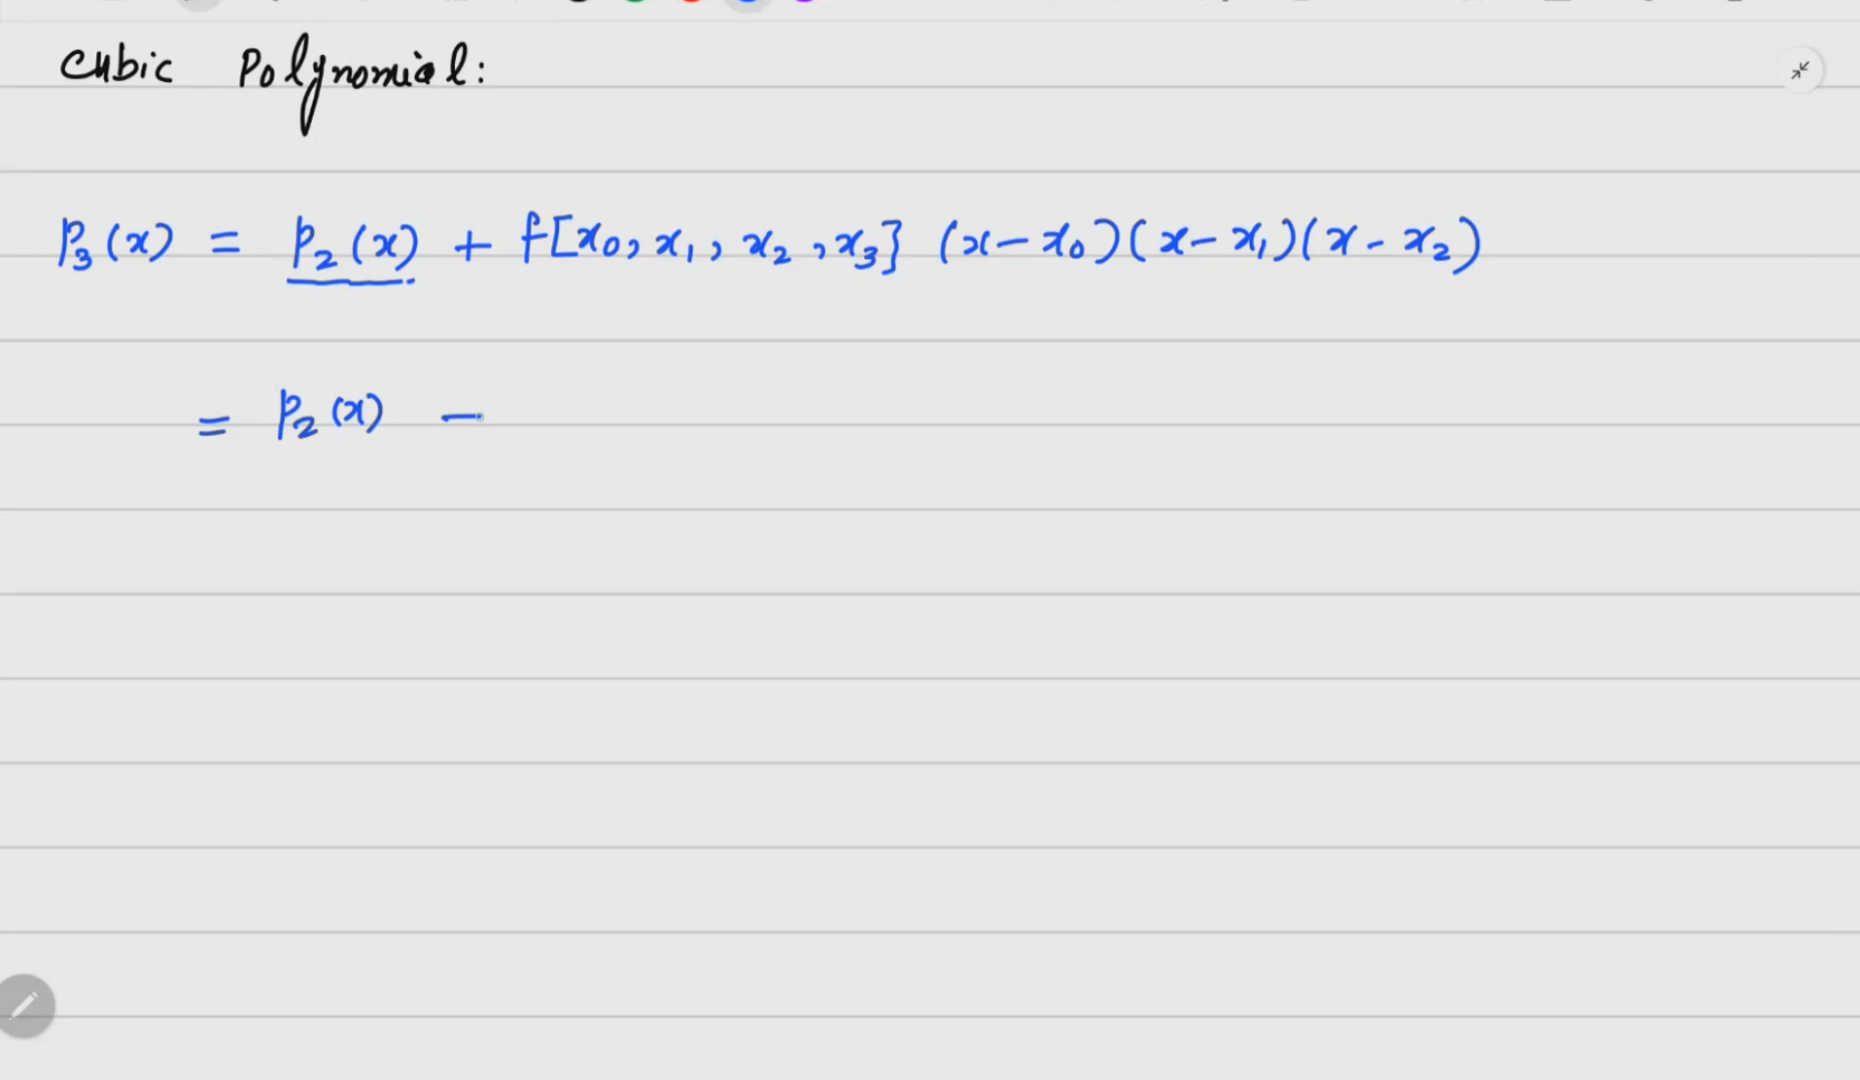 Cubic Polynomial:
P₃(x) = P₂(x) + f[x₀, x₁, x₂, x₃] (x-x₀)(x-x₁)(x-x₂)
= P₂(x) -